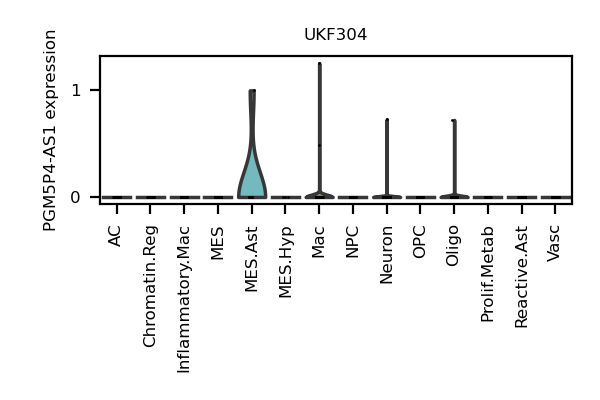 UKF304
PGM5P4-AS1 expression
1
0
AC
Chromatin.Reg
Inflammatory.Mac
MES
MES.Ast
MES.Hyp
Mac
NPC
Neuron
OPC
Oligo
Prolif.Metab
Reactive.Ast
Vasc